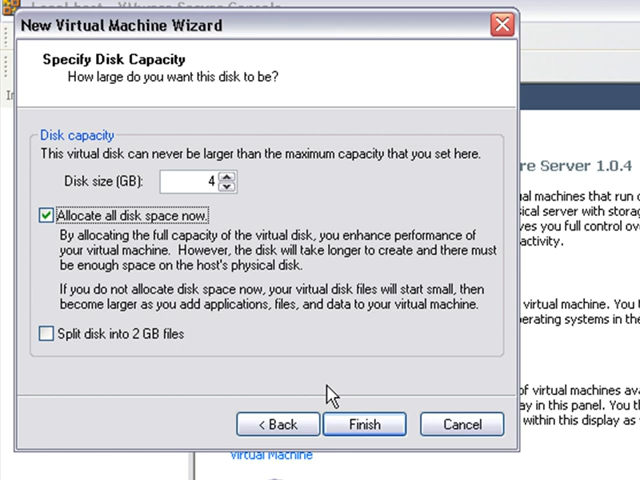 Local host - VMware Server Console
New Virtual Machine Wizard
Specify Disk Capacity
How large do you want this disk to be?
Disk capacity
This virtual disk can never be larger than the maximum capacity that you set here.
Disk size (GB): 4
Allocate all disk space now.
By allocating the full capacity of the virtual disk, you enhance performance of
your virtual machine. However, the disk will take longer to create and there must
be enough space on the host's physical disk.
If you do not allocate disk space now, your virtual disk files will start small, then
become larger as you add applications, files, and data to your virtual machine.
Split disk into 2 GB files
< Back
Finish
Cancel
re Server 1.0.4
al machines that run
sical server with storag
ves you full control ov
activity.
virtual machine. You
perating systems in the
of virtual machines ava
ay in this panel. You
within this display as
Virtual Machine